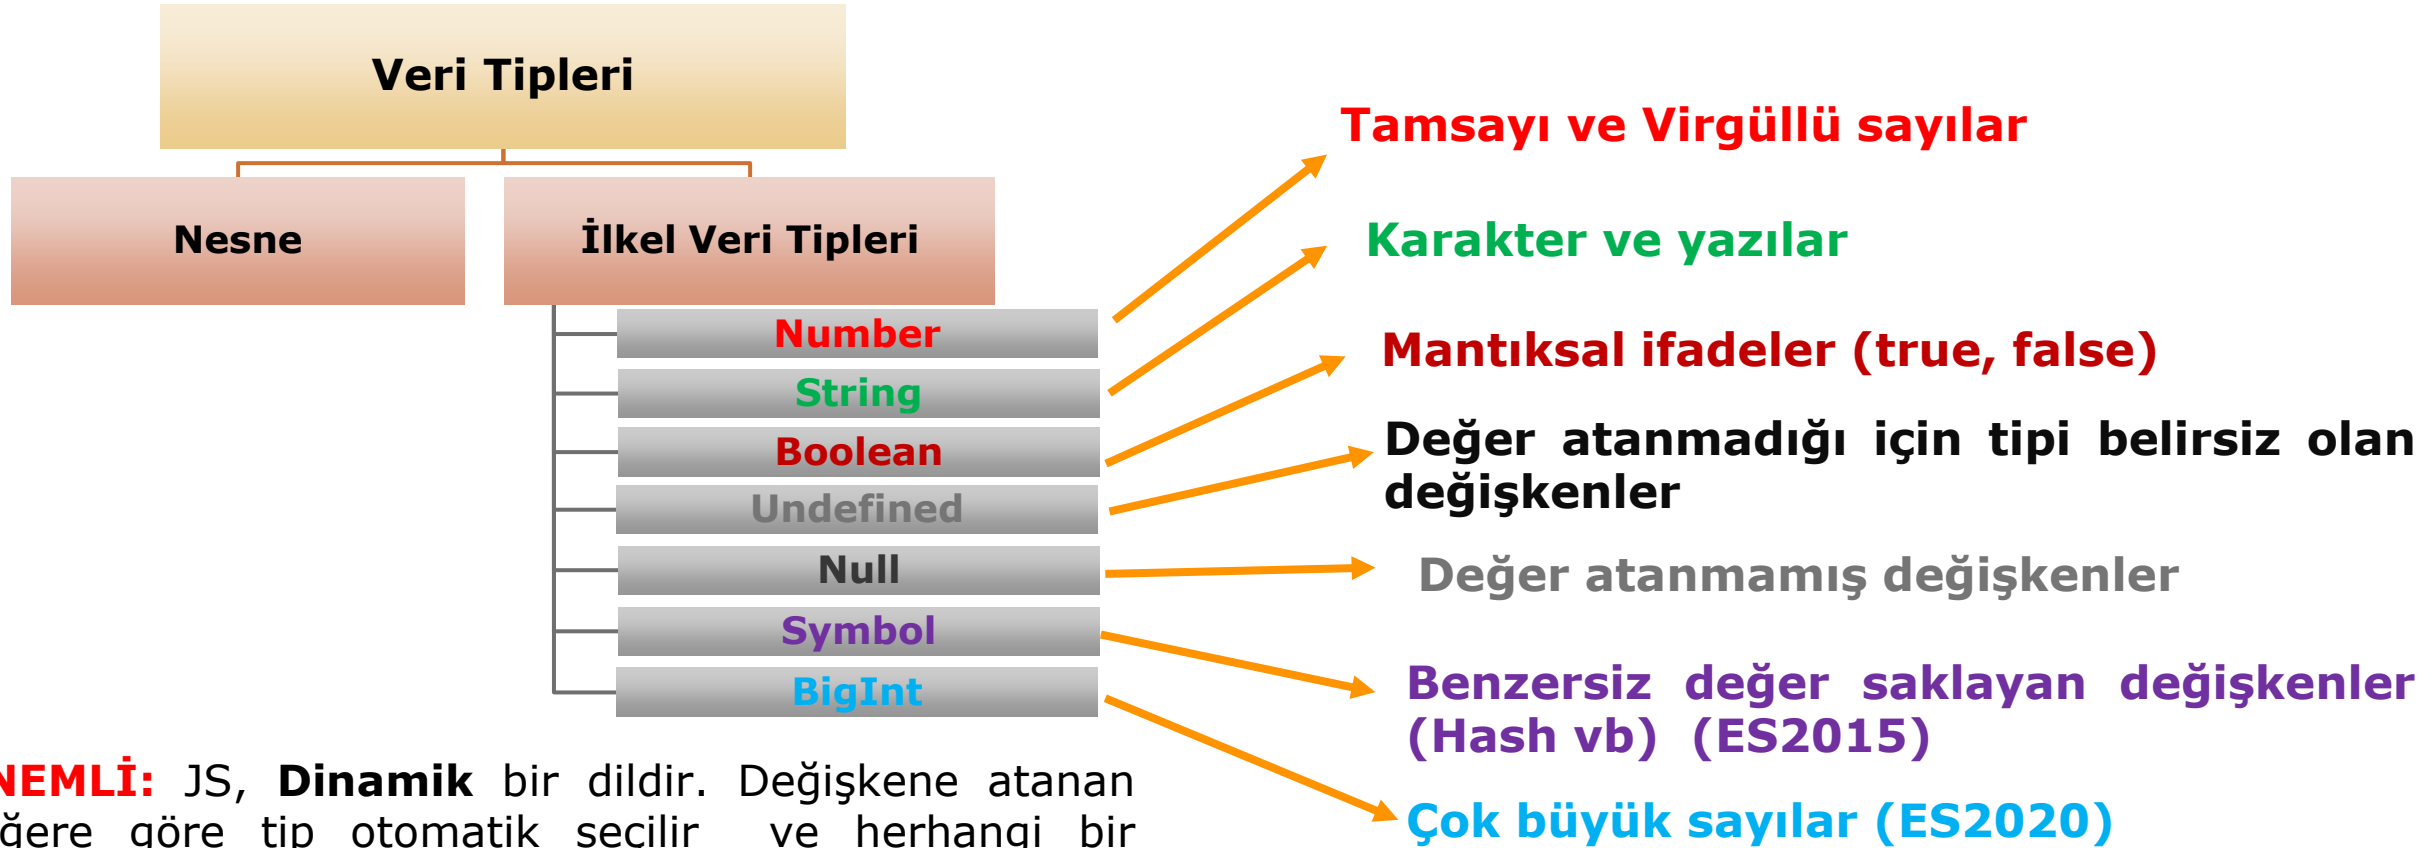 Veri Tipleri
Nesne
İlkel Veri Tipleri
Number
String
Boolean
Undefined
Null
Symbol
BigInt
Tamsayı ve Virgüllü sayılar
Karakter ve yazılar
Mantıksal ifadeler (true, false)
Değer atanmadığı için tipi belirsiz olan
değişkenler
Değer atanmamış değişkenler
Benzersiz değer saklayan değişkenler
(Hash vb) (ES2015)
Çok büyük sayılar (ES2020)
NEMLİ: JS, Dinamik bir dildir. Değişkene atanan
ğere göre tip otomatik seçilir ve herhangi bir